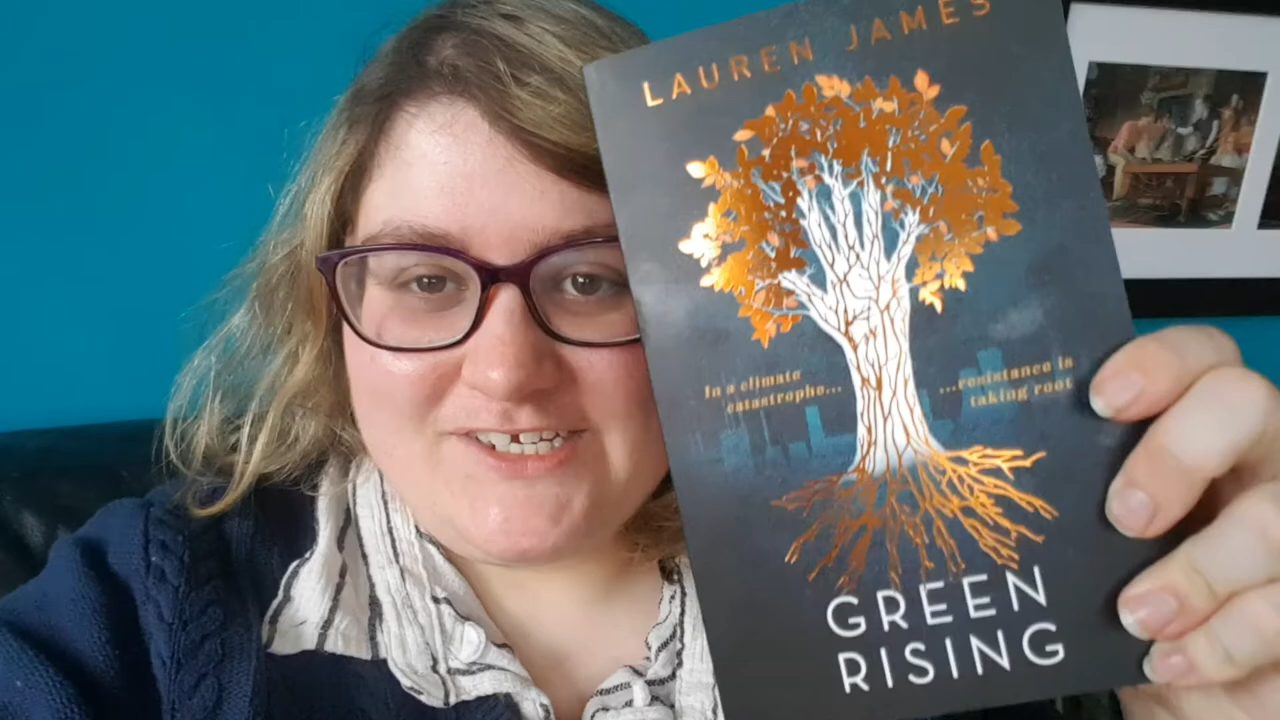 LAUREN JAMES
In a climate
catastrophe...
...resistance is
taking root
GREEN
RISING